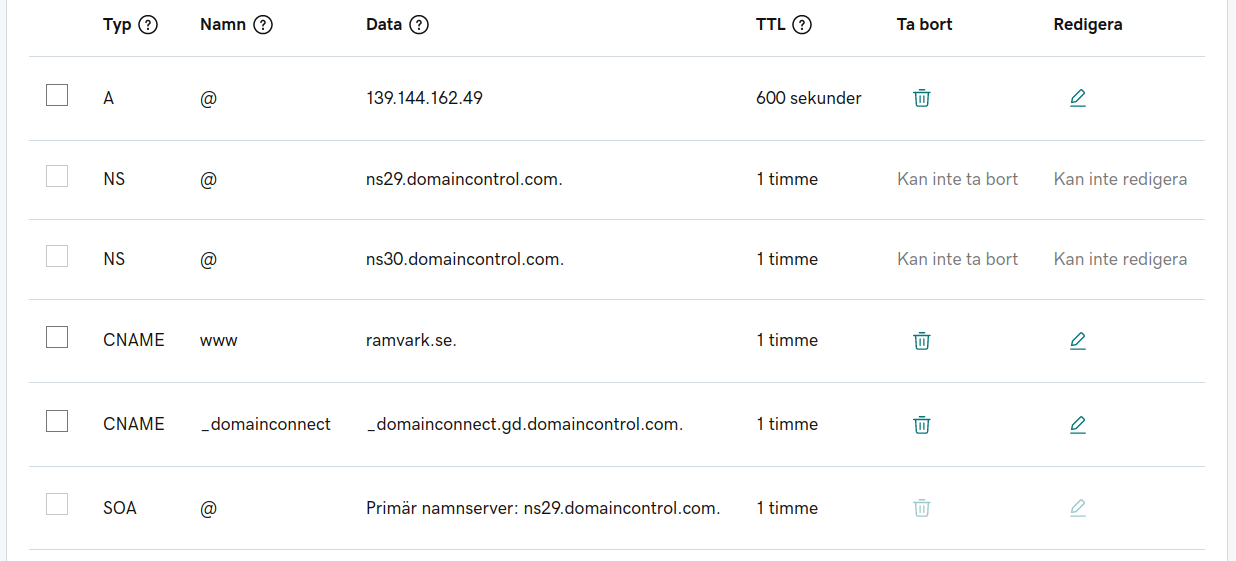 Typ Namn Data TTL Ta bort Redigera
A @ 139.144.162.49 600 sekunder
NS @ ns29.domaincontrol.com. 1 timme Kan inte ta bort Kan inte redigera
NS @ ns30.domaincontrol.com. 1 timme Kan inte ta bort Kan inte redigera
CNAME www ramvark.se. 1 timme
CNAME _domainconnect _domainconnect.gd.domaincontrol.com. 1 timme
SOA @ Primär namnserver: ns29.domaincontrol.com. 1 timme